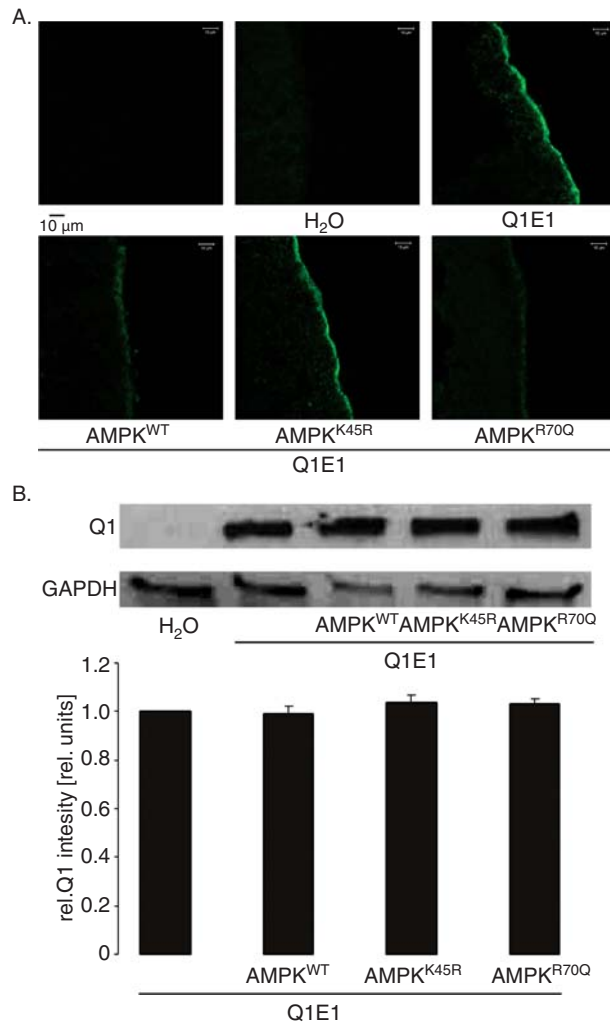 A.
10 µm
H₂O
Q1E1
AMPKᵂᵀ
AMPKᴷ⁴⁵ᴿ
AMPKᴿ⁷⁰Q
Q1E1
B.
Q1
GAPDH
H₂O
AMPKᵂᵀ AMPKᴷ⁴⁵ᴿ AMPKᴿ⁷⁰Q
Q1E1
rel.Q1 intesity [rel. units]
1.2
1.0
0.8
0.6
0.4
0.2
0
AMPKᵂᵀ
AMPKᴷ⁴⁵ᴿ
AMPKᴿ⁷⁰Q
Q1E1